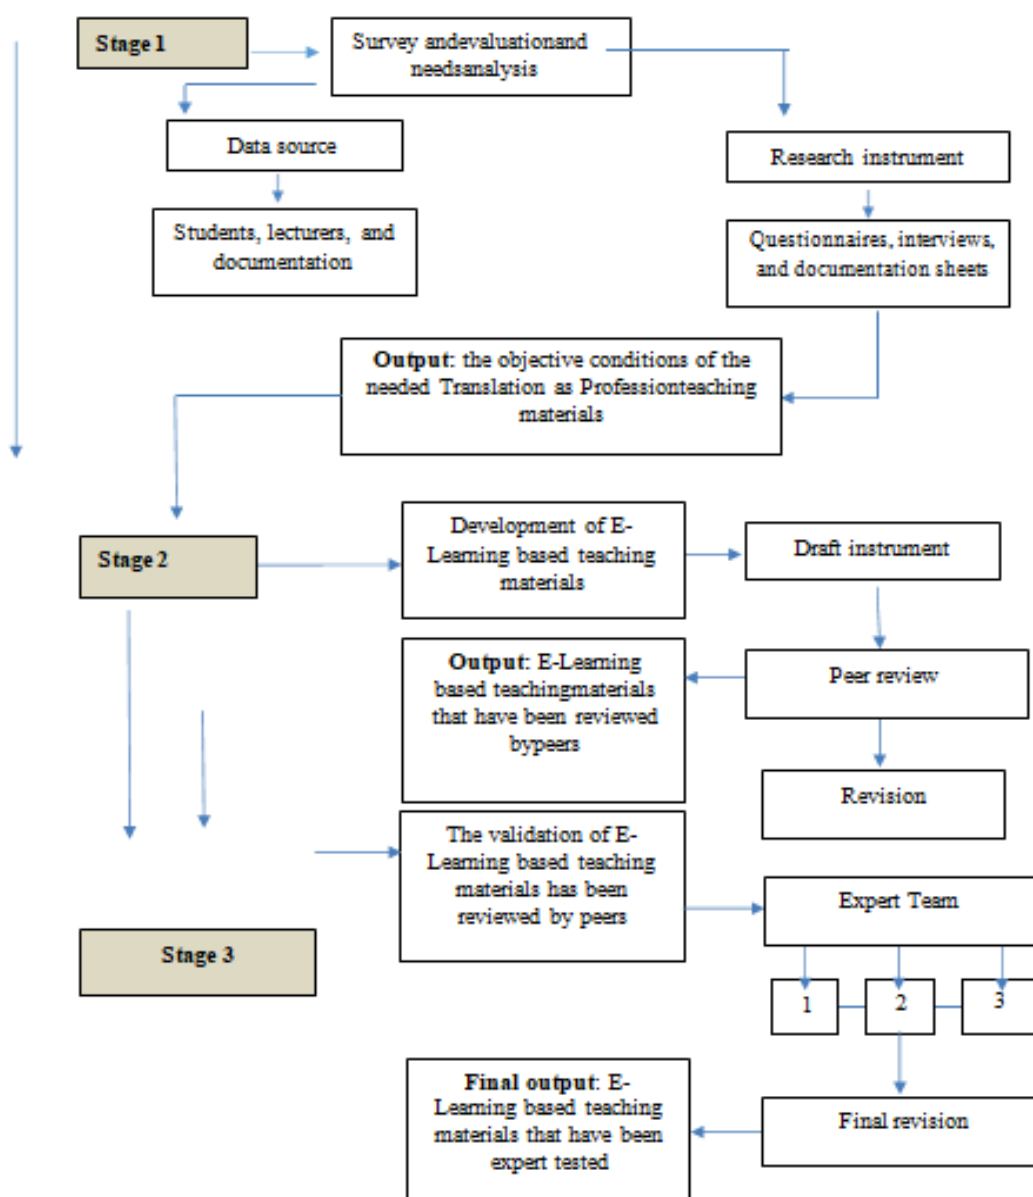 Stage 1
Survey andevaluationand
needsanalysis
Data source
Research instrument
Students, lecturers, and
documentation
Questionnaires, interviews,
and documentation sheets
Output: the objective conditions of the
needed Translation as Professionteaching
materials
Stage 2
Development of E-
Learning based teaching
materials
Draft instrument
Output: E-Learning
based teachingmaterials
that have been reviewed
bypeers
Peer review
Revision
The validation of E-
Learning based teaching
materials has been
reviewed by peers
Expert Team
Stage 3
1
2
3
Final output: E-
Learning based teaching
materials that have been
expert tested
Final revision